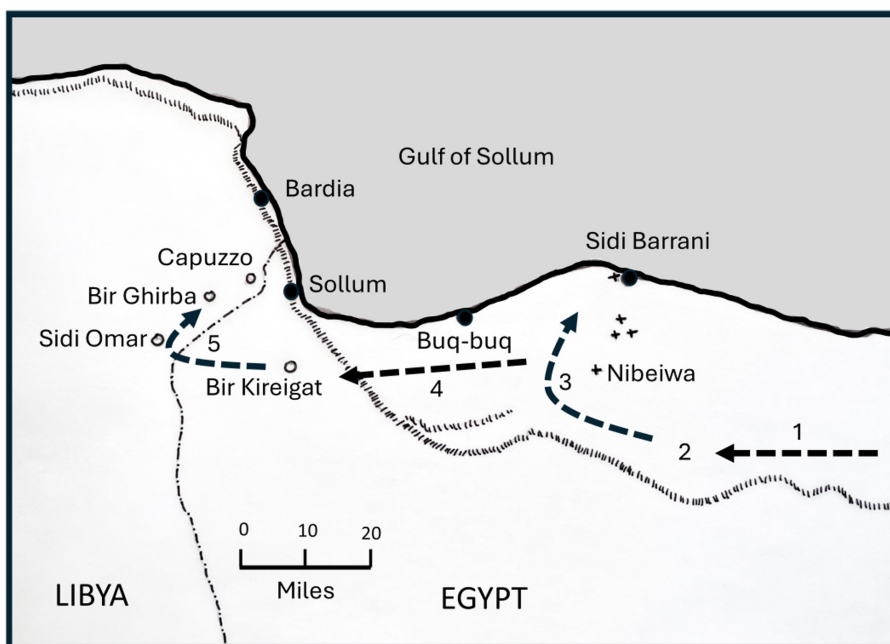 Gulf of Sollum
Bardia
Sidi Barrani
Capuzzo
Sollum
Bir Ghirba
Sidi Omar
5
Buq-buq
Bir Kireigat
4
3
Nibeiwa
2
1
0 10 20
Miles
LIBYA
EGYPT